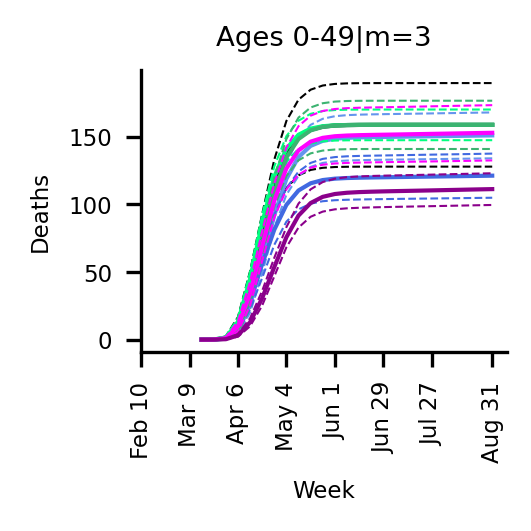 Ages 0-49|m=3
Deaths
150
100
50
0
Feb 10
Mar 9
Apr 6
May 4
Jun 1
Jun 29
Jul 27
Aug 31
Week